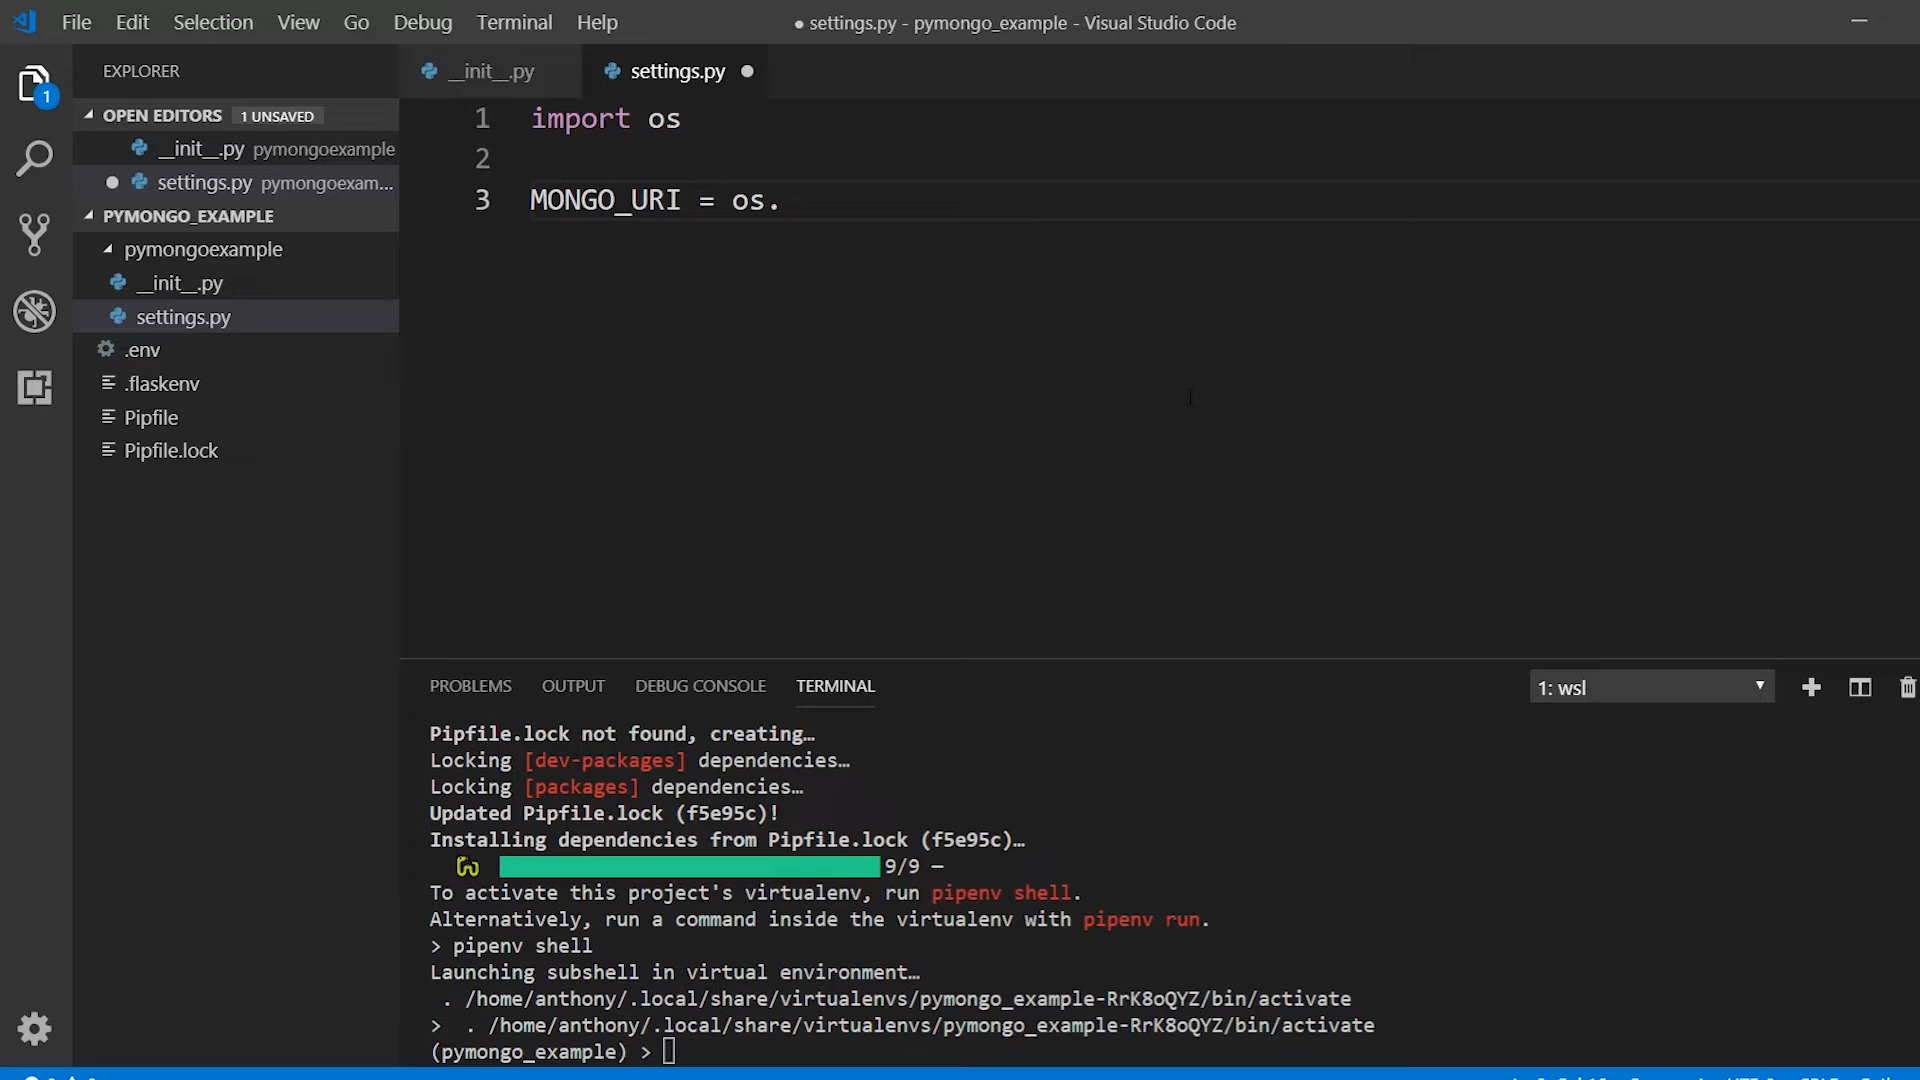 File Edit Selection View Go Debug Terminal Help
● settings.py - pymongo_example - Visual Studio Code
EXPLORER
1
OPEN EDITORS 1 UNSAVED
__init__.py pymongoexample
settings.py pymongoexam...
PYMONGO_EXAMPLE
pymongoexample
__init__.py
settings.py
.env
.flaskenv
Pipfile
Pipfile.lock
__init__.py settings.py
1 import os
2
3 MONGO_URI = os.
PROBLEMS OUTPUT DEBUG CONSOLE TERMINAL
1: wsl
Pipfile.lock not found, creating…
Locking [dev-packages] dependencies…
Locking [packages] dependencies…
Updated Pipfile.lock (f5e95c)!
Installing dependencies from Pipfile.lock (f5e95c)…
9/9 —
To activate this project's virtualenv, run pipenv shell.
Alternatively, run a command inside the virtualenv with pipenv run.
> pipenv shell
Launching subshell in virtual environment…
. /home/anthony/.local/share/virtualenvs/pymongo_example-RrK8oQYZ/bin/activate
> . /home/anthony/.local/share/virtualenvs/pymongo_example-RrK8oQYZ/bin/activate
(pymongo_example) >